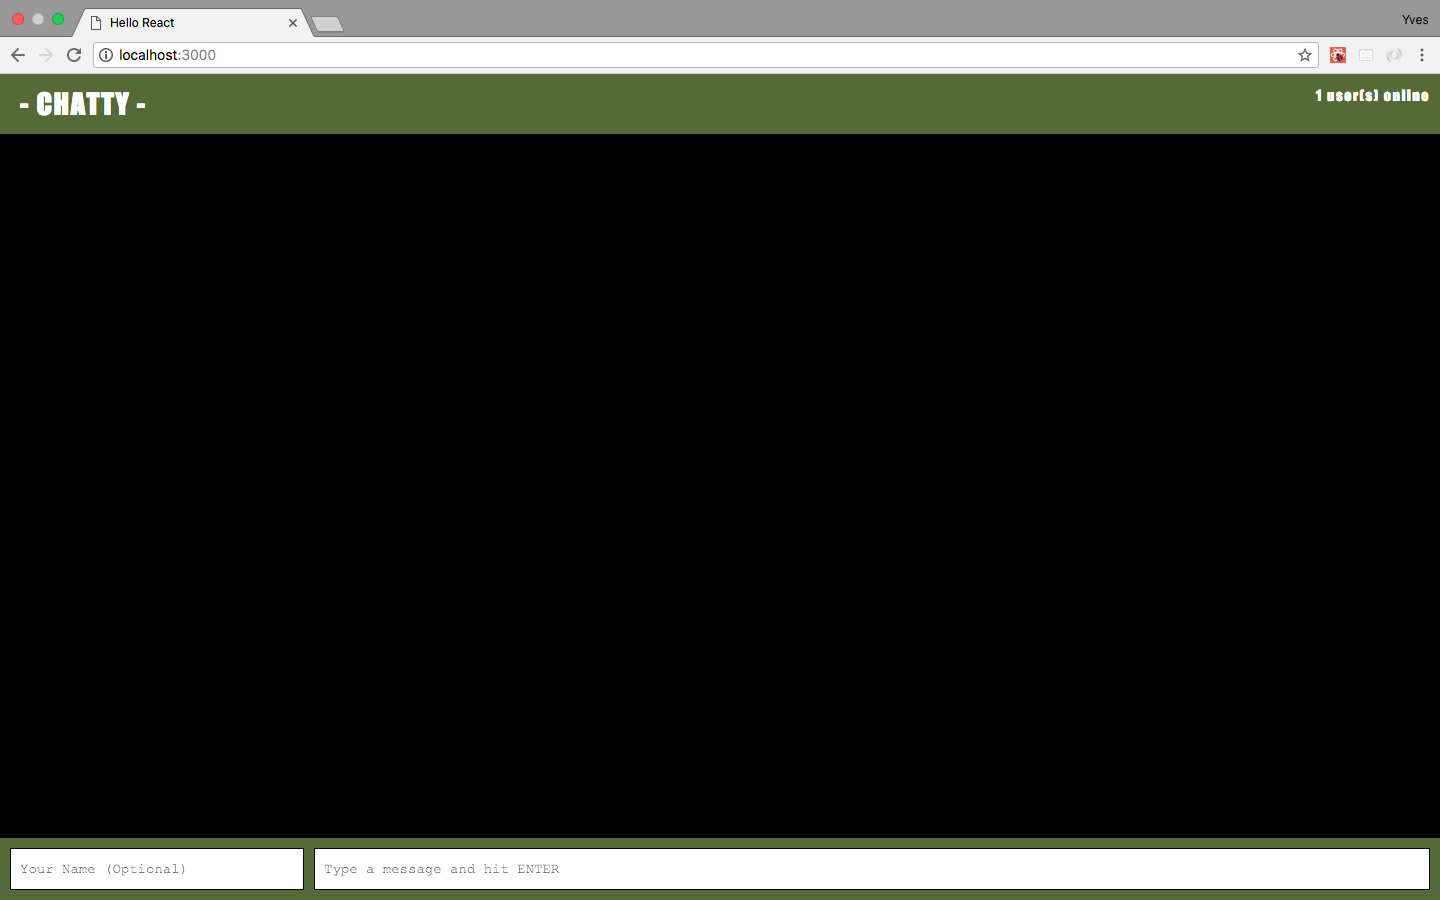 Hello React
Yves
localhost:3000
- CHATTY -
1 user(s) online
Your Name (Optional)
Type a message and hit ENTER